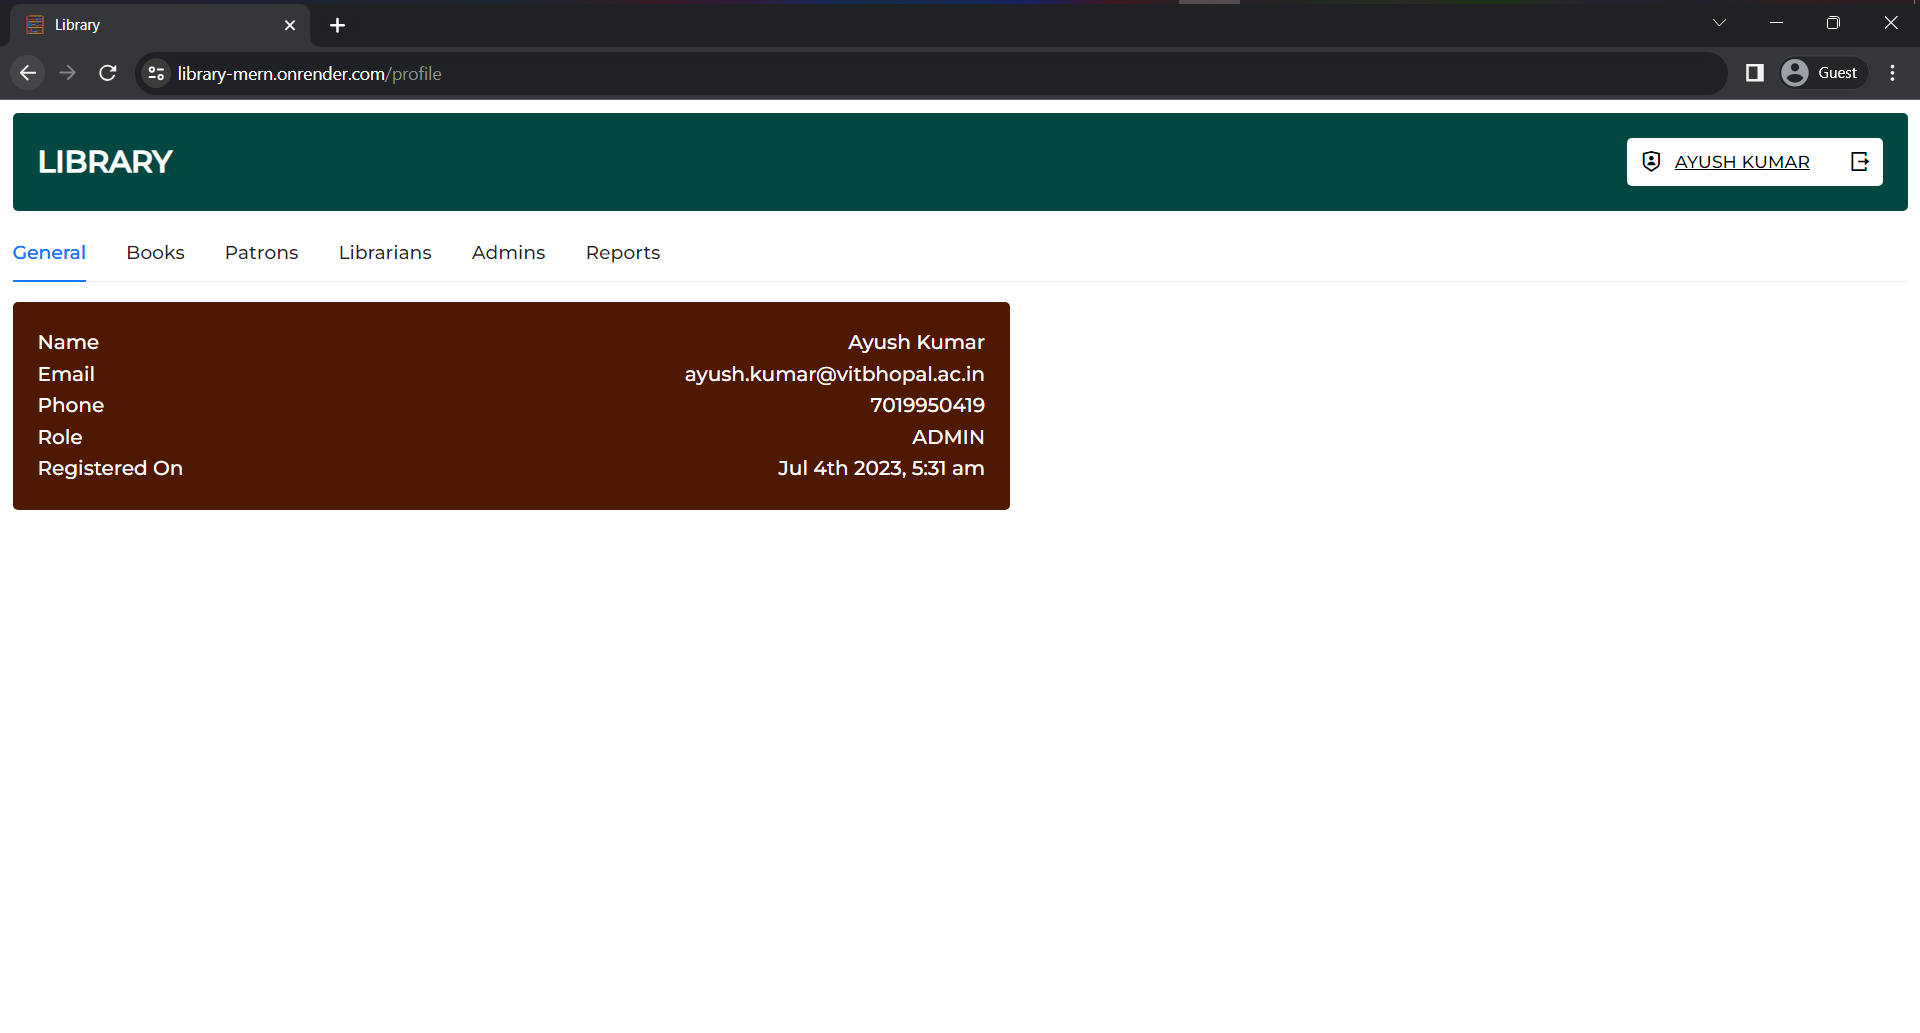 Library
library-mern.onrender.com/profile
Guest
LIBRARY
AYUSH KUMAR
General Books Patrons Librarians Admins Reports
Name Ayush Kumar
Email ayush.kumar@vitbhopal.ac.in
Phone 7019950419
Role ADMIN
Registered On Jul 4th 2023, 5:31 am